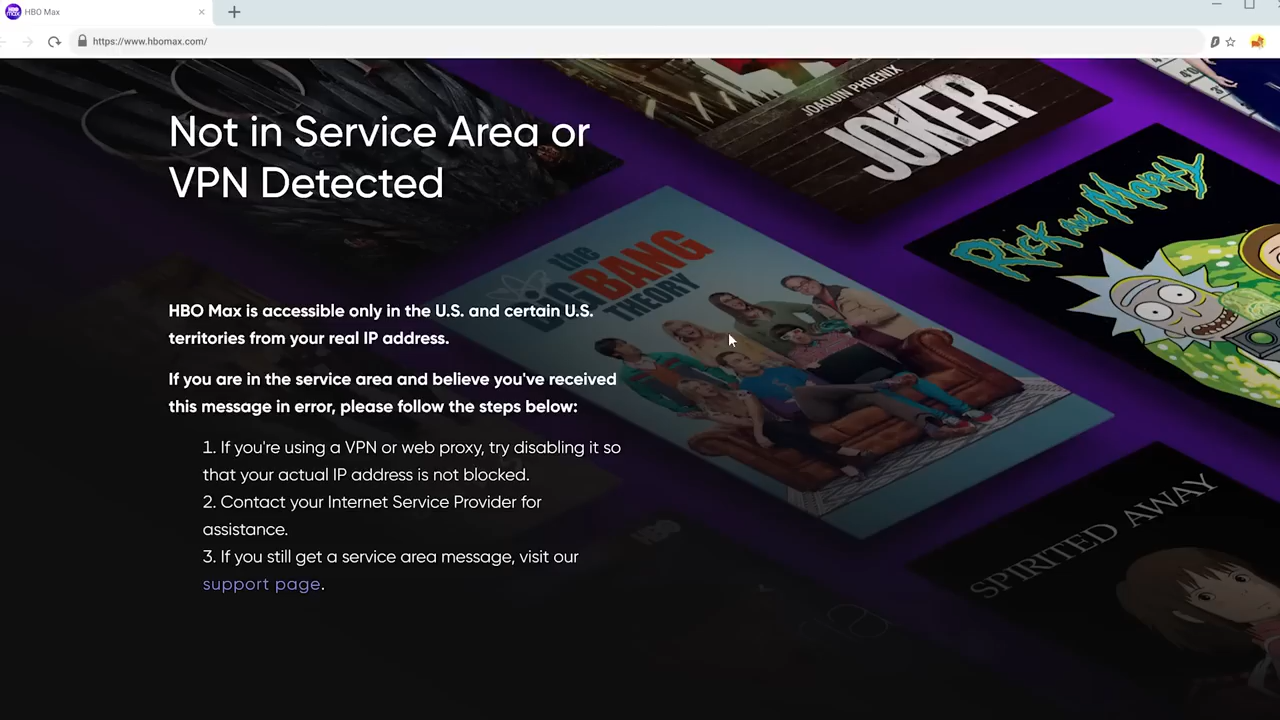 HBO Max
https://www.hbomax.com/
Not in Service Area or
VPN Detected
HBO Max is accessible only in the U.S. and certain U.S.
territories from your real IP address.
If you are in the service area and believe you've received
this message in error, please follow the steps below:
1. If you're using a VPN or web proxy, try disabling it so
that your actual IP address is not blocked.
2. Contact your Internet Service Provider for
assistance.
3. If you still get a service area message, visit our
support page.
JOAQUIN PHOENIX
JOKER
Rick and Morty
the
BIG BANG
THEORY
HBO
SPIRITED AWAY